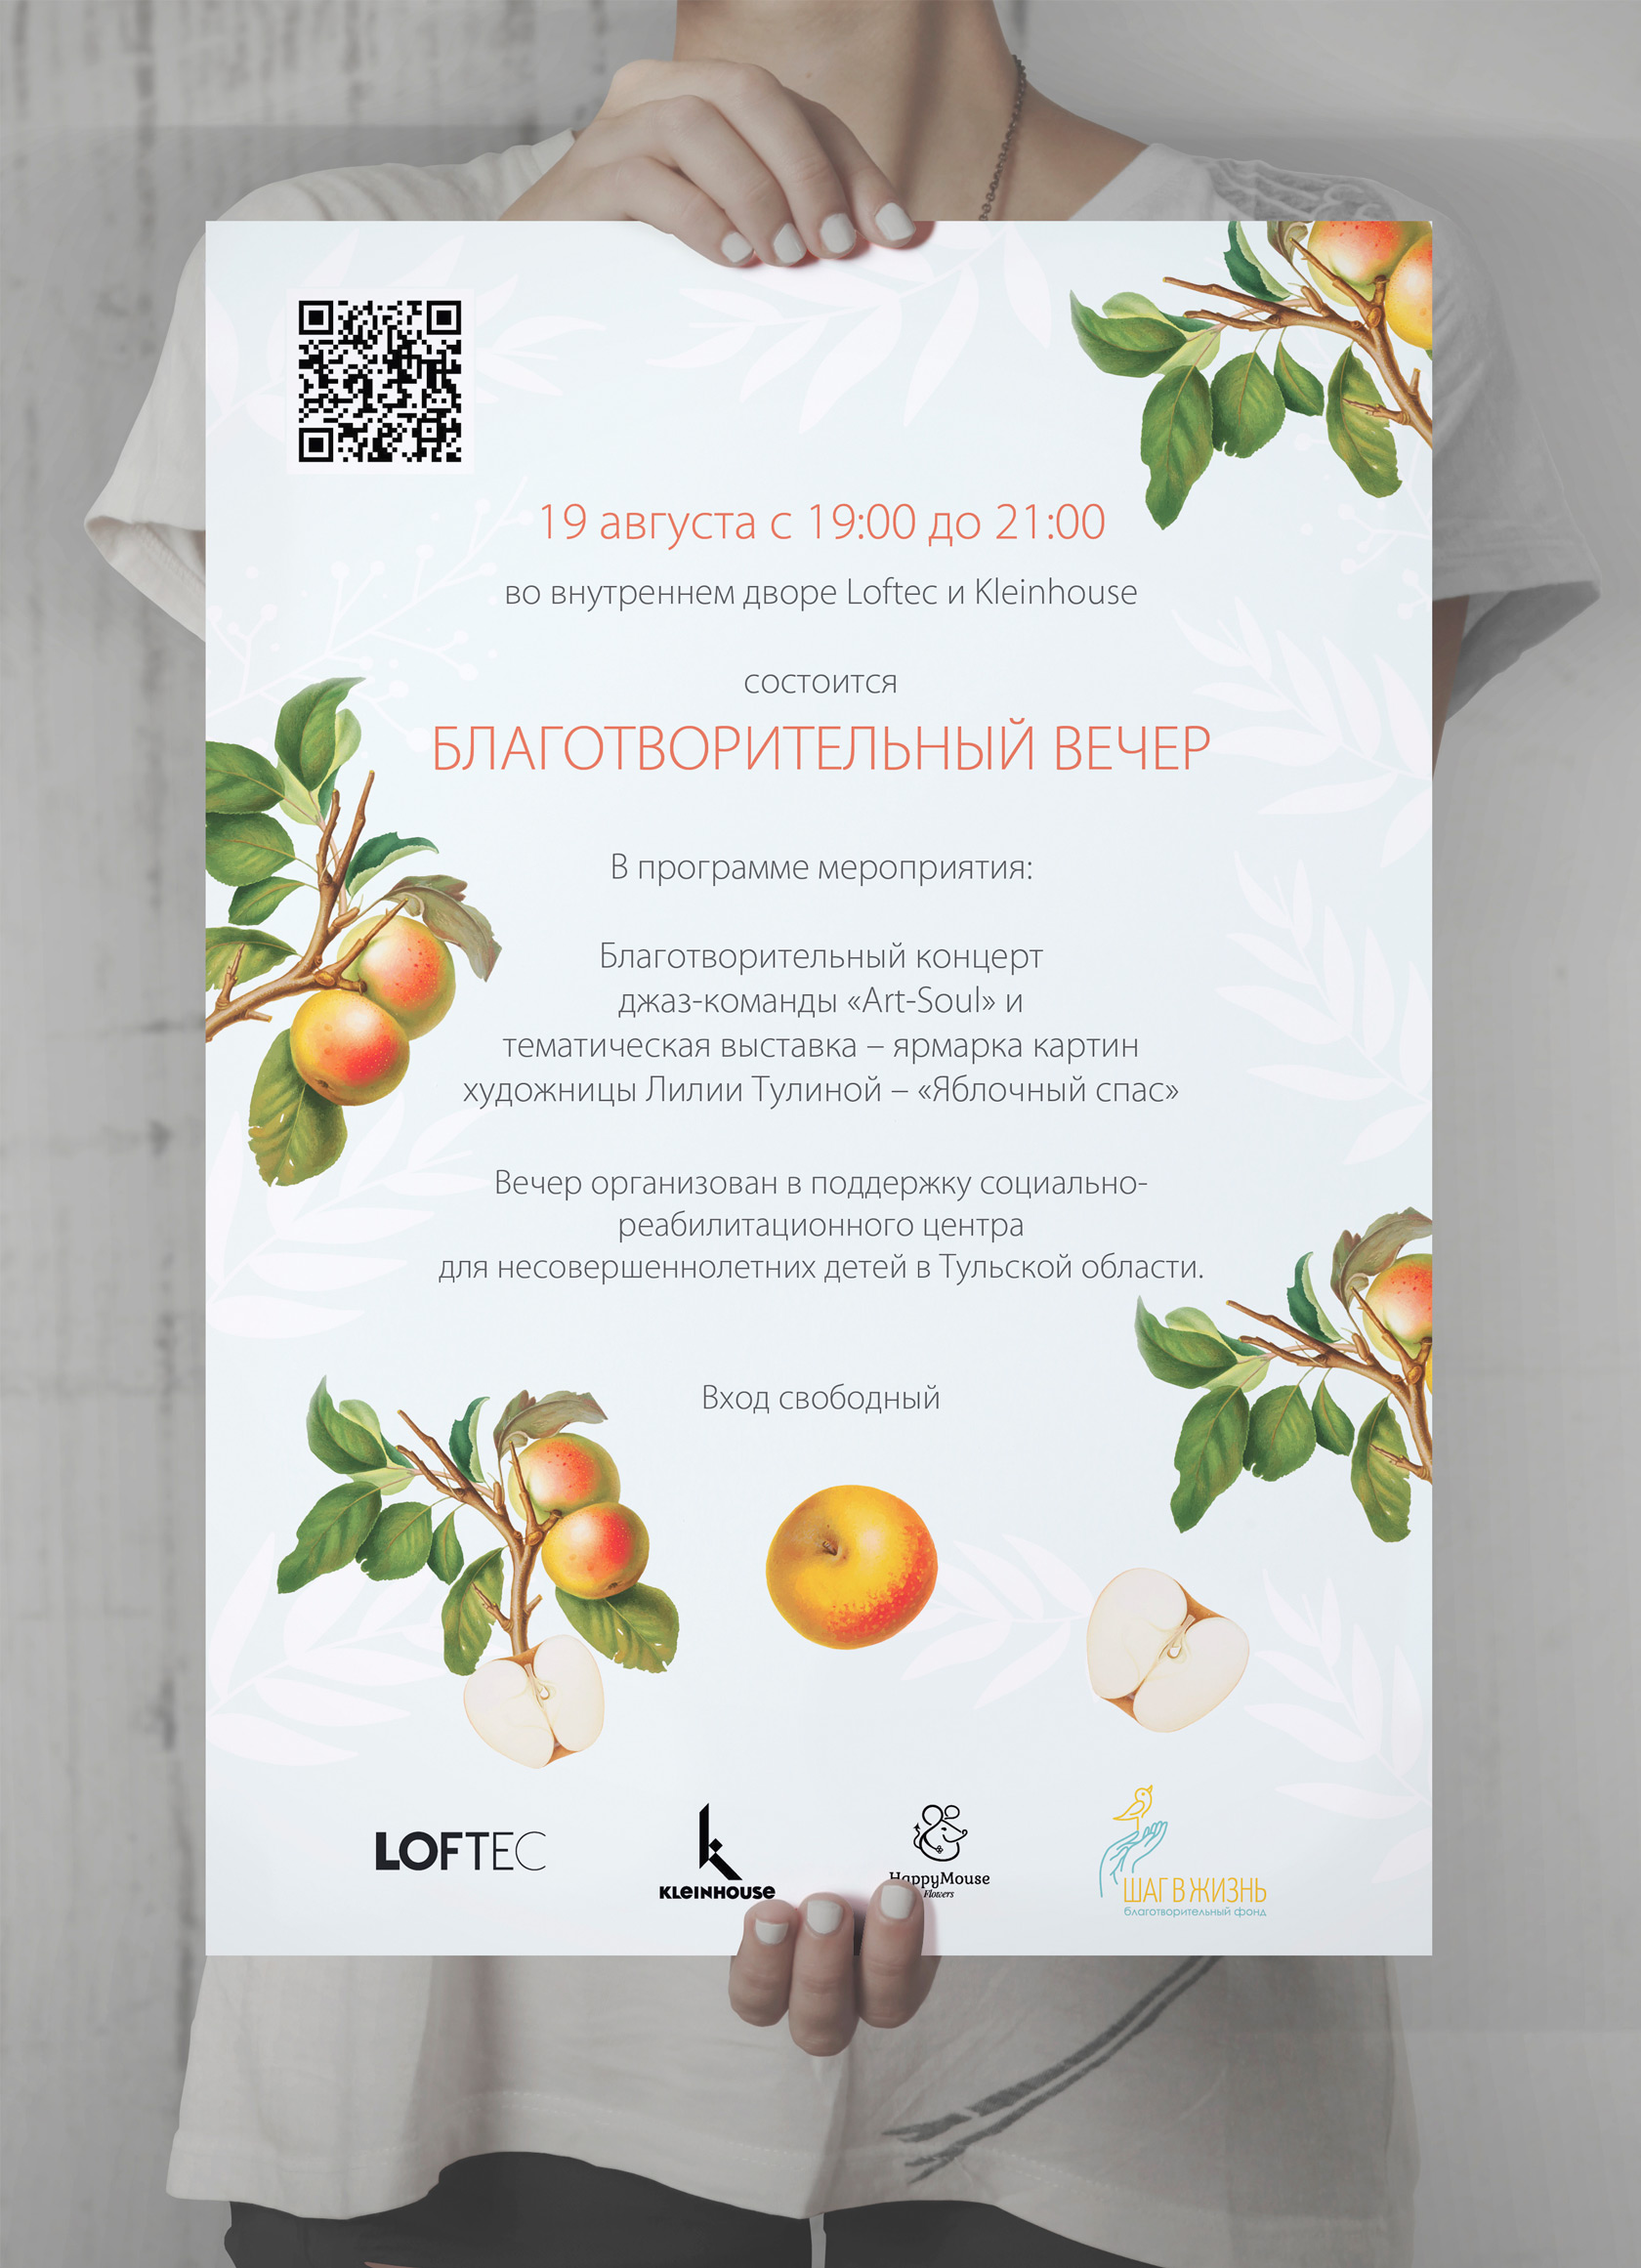 19 августа с 19:00 до 21:00
во внутреннем дворе Loftec и Kleinhouse
состоится
БЛАГОТВОРИТЕЛЬНЫЙ ВЕЧЕР
В программе мероприятия:
Благотворительный концерт
джаз-команды «Art-Soul» и
тематическая выставка – ярмарка картин
художницы Лилии Тулиной – «Яблочный спас»
Вечер организован в поддержку социально-
реабилитационного центра
для несовершеннолетних детей в Тульской области.
Вход свободный
LOFTEC
KLEINHOUSE
HappyMouse
Flowers
ШАГ В ЖИЗНЬ
благотворительный фонд